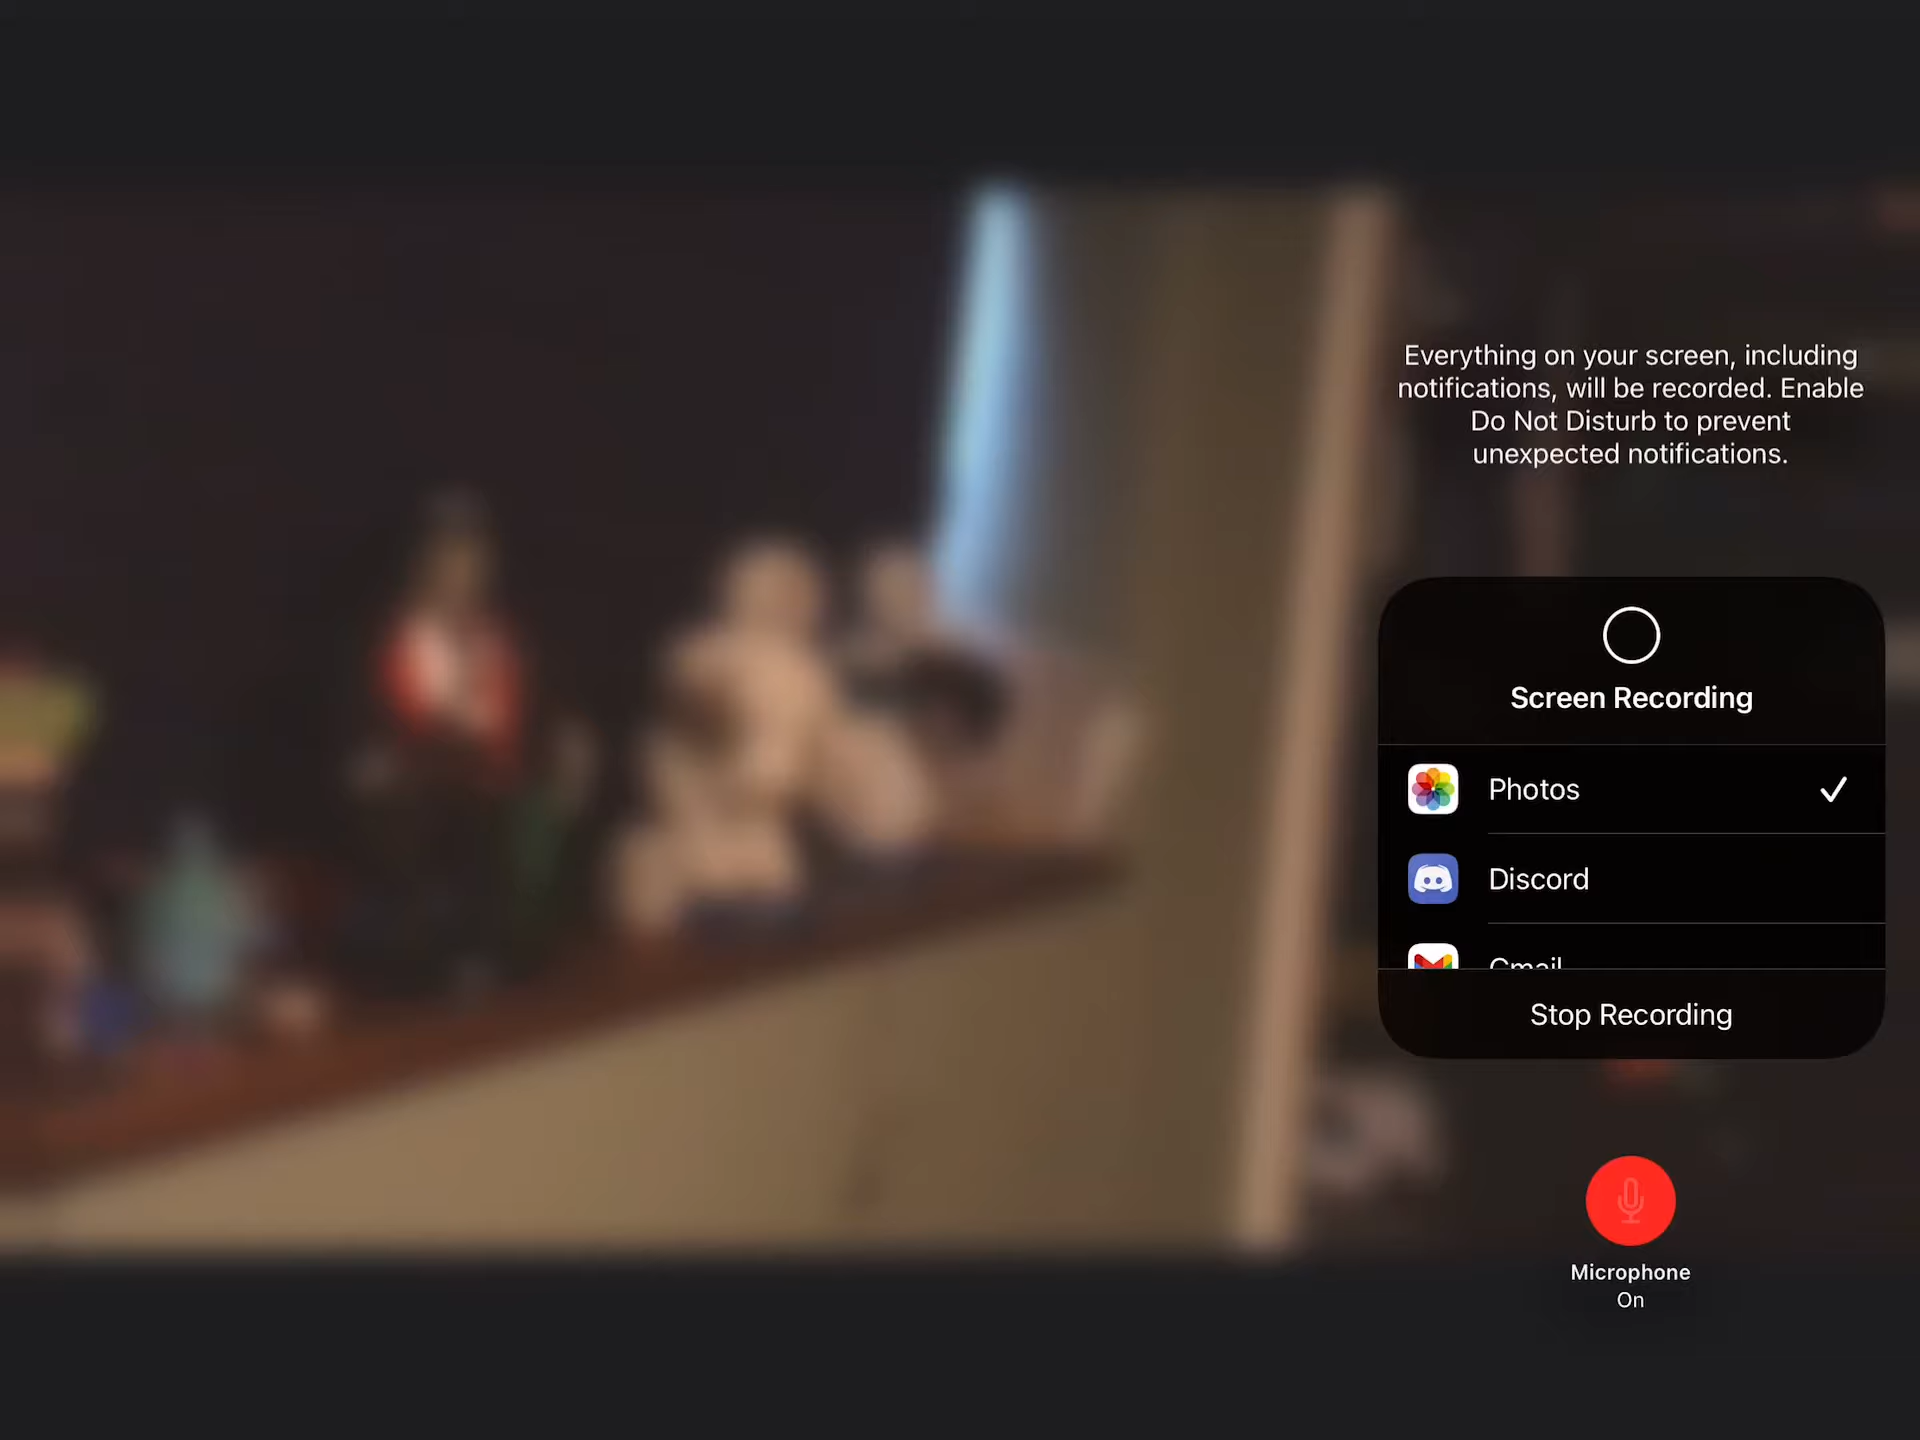 Everything on your screen, including
notifications, will be recorded. Enable
Do Not Disturb to prevent
unexpected notifications.
Screen Recording
Photos
Discord
Gmail
Stop Recording
Microphone
On